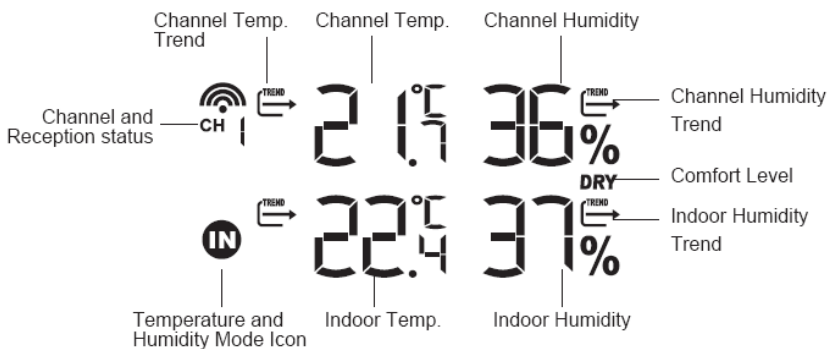 Channel Temp.
Trend
Channel Temp.
Channel Humidity
Channel and
Reception status
CH 1
TREND
21.7
°C
36
%
TREND
Channel Humidity
Trend
DRY
Comfort Level
IN
TREND
22.4
°C
37
%
TREND
Indoor Humidity
Trend
Temperature and
Humidity Mode Icon
Indoor Temp.
Indoor Humidity